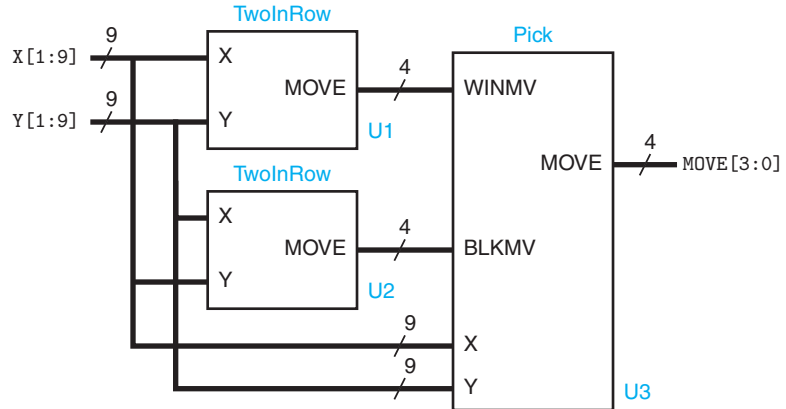 TwoInRow
9
X[1:9]
X
MOVE
4
WINMV
Pick
9
Y[1:9]
Y
U1
MOVE
4
MOVE[3:0]
TwoInRow
X
MOVE
4
BLKMV
Y
U2
9
X
9
Y
U3